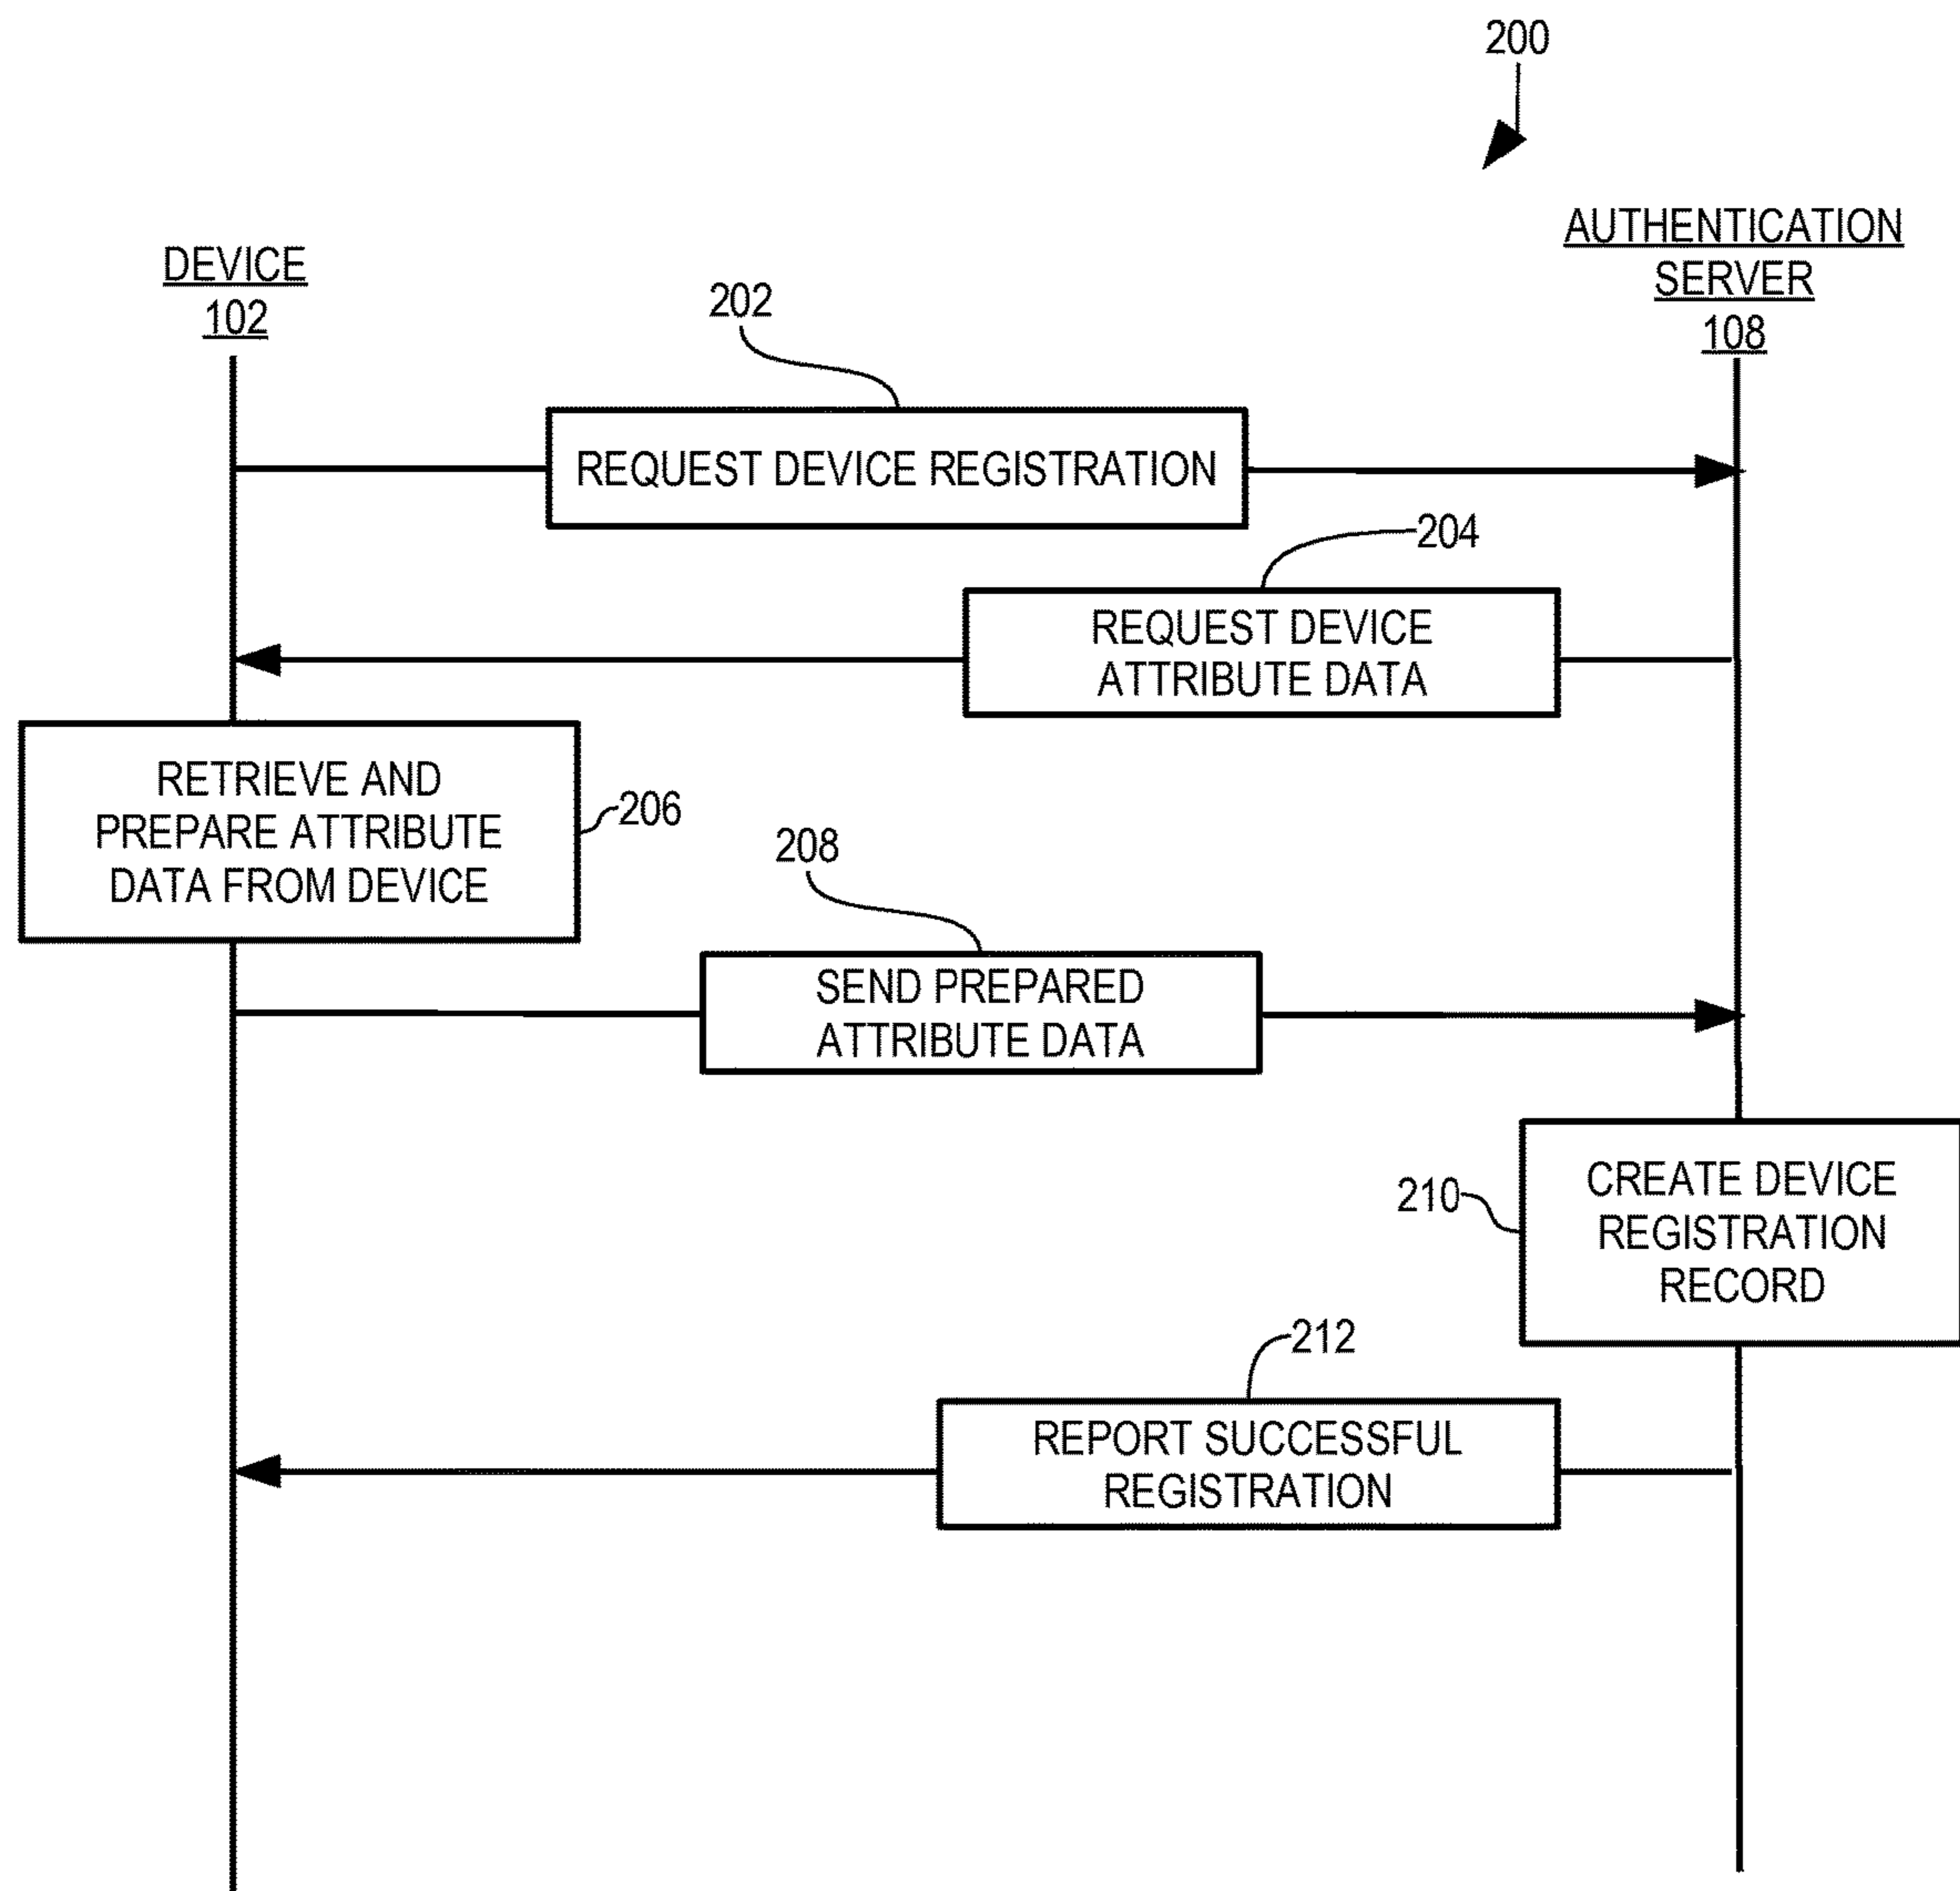 200
DEVICE
102
AUTHENTICATION
SERVER
108
202
REQUEST DEVICE REGISTRATION
204
REQUEST DEVICE
ATTRIBUTE DATA
RETRIEVE AND
PREPARE ATTRIBUTE
DATA FROM DEVICE
206
208
SEND PREPARED
ATTRIBUTE DATA
210
CREATE DEVICE
REGISTRATION
RECORD
212
REPORT SUCCESSFUL
REGISTRATION